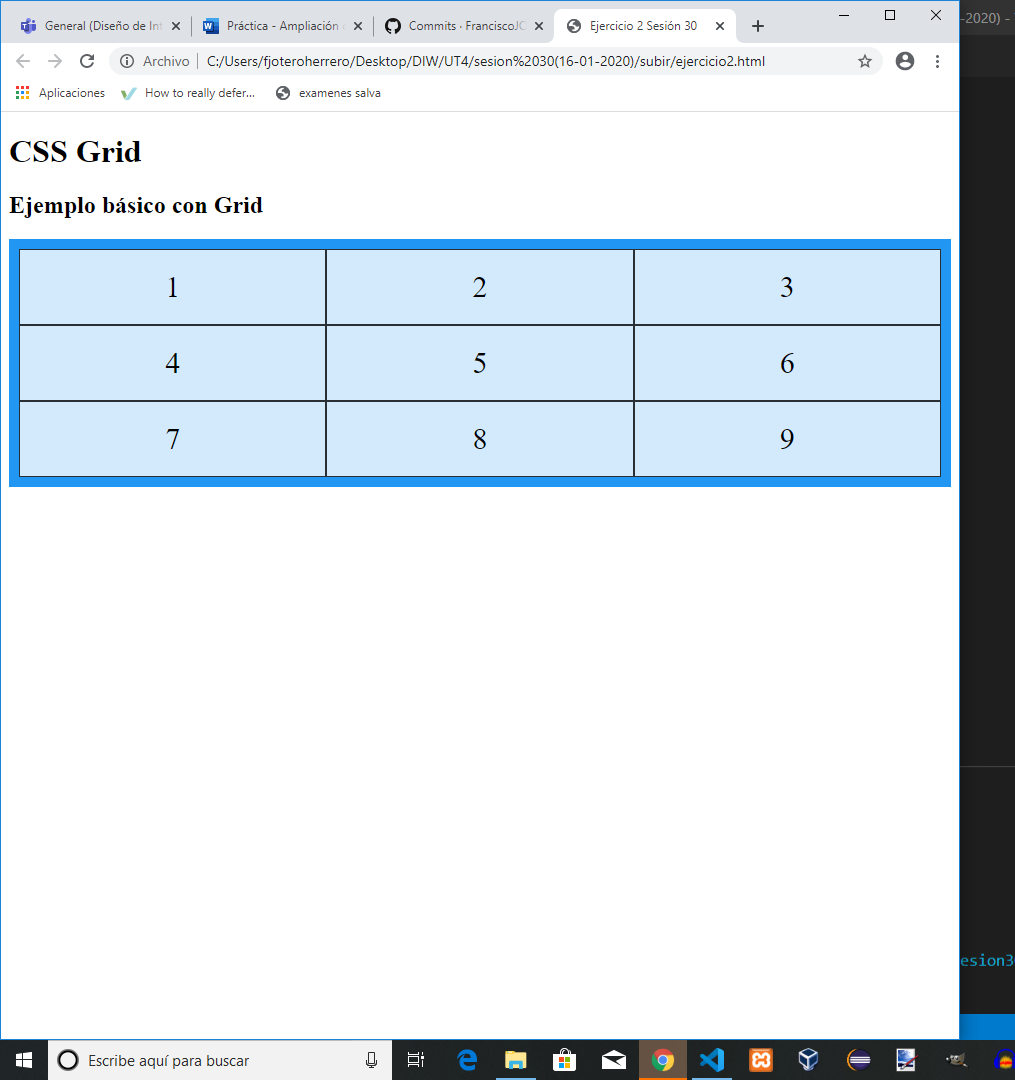 General (Diseño de Int
Práctica - Ampliación
Commits · FranciscoJC
Ejercicio 2 Sesión 30
-2020) -
Archivo
C:/Users/fjoteroherrero/Desktop/DIW/UT4/sesion%2030(16-01-2020)/subir/ejercicio2.html
Aplicaciones
How to really defer...
examenes salva
CSS Grid
Ejemplo básico con Grid
1 2 3
4 5 6
7 8 9
esion30
Escribe aquí para buscar